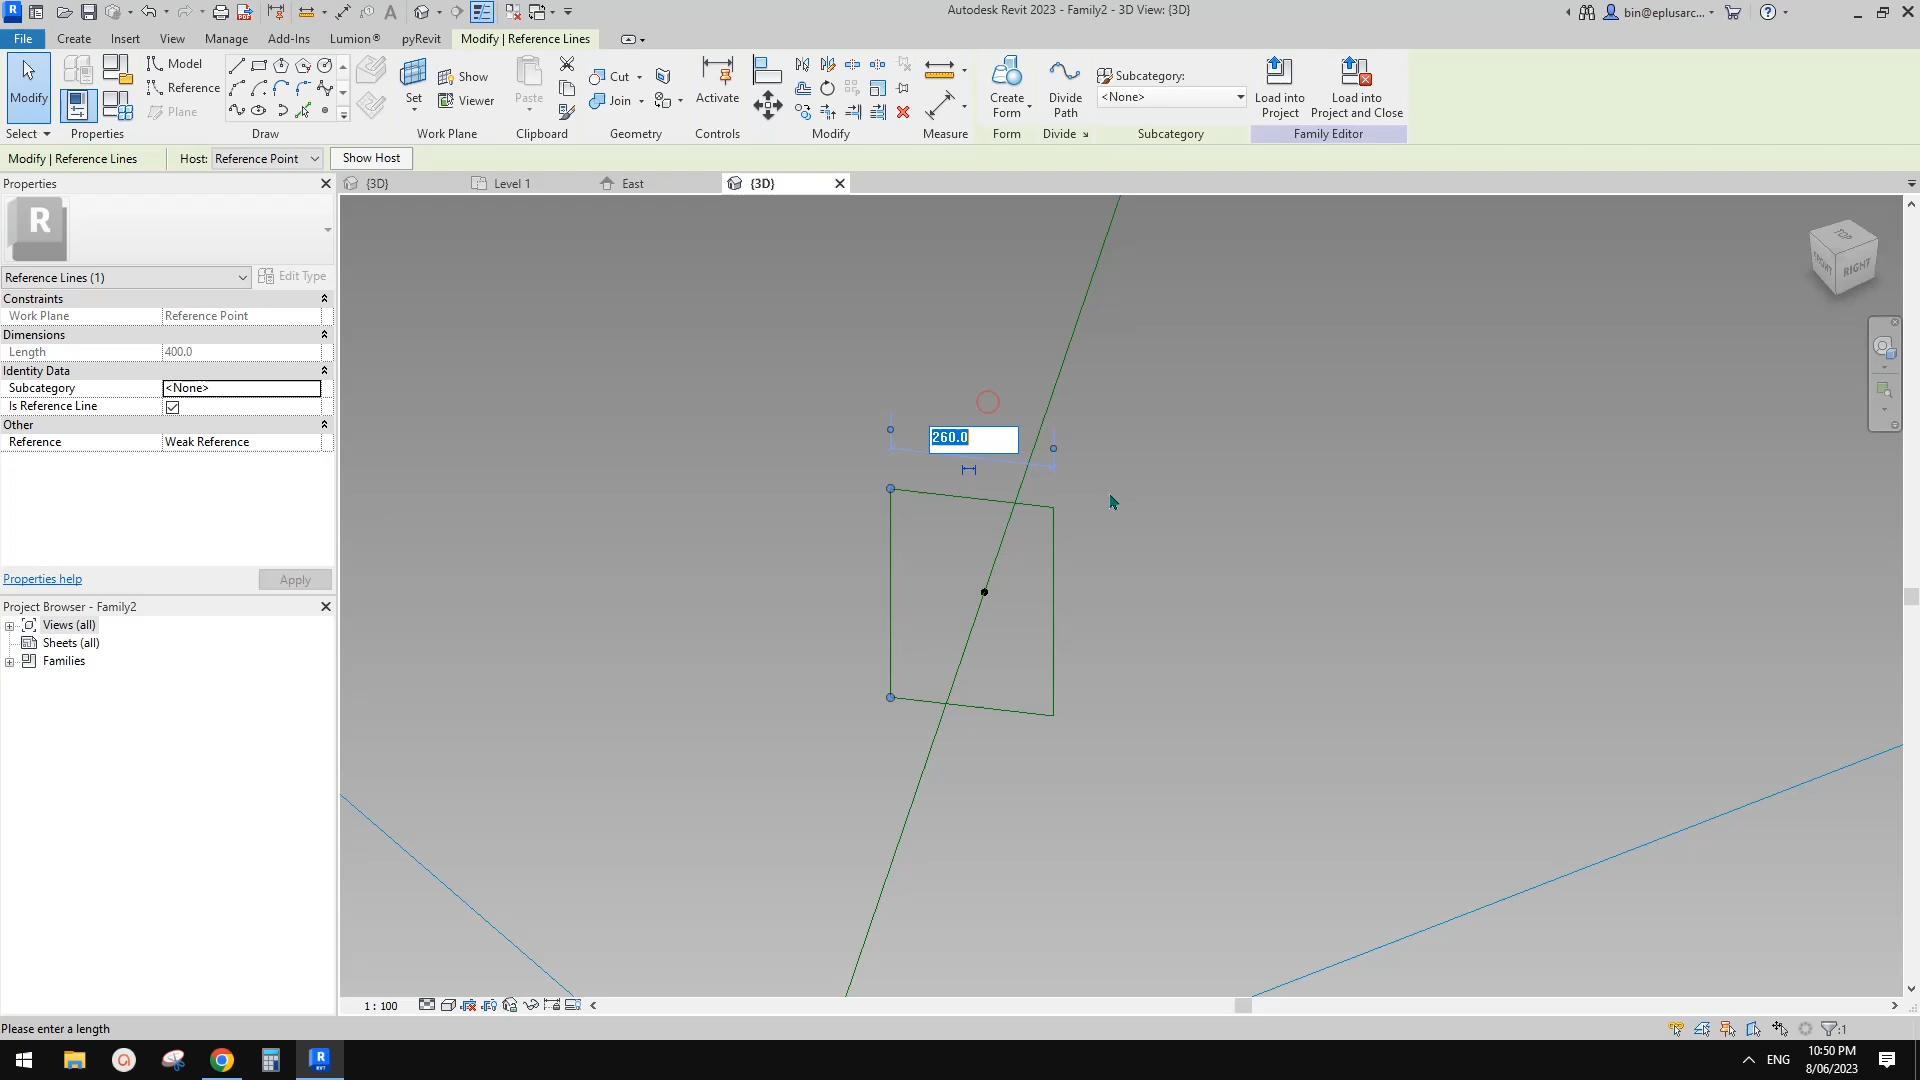 Autodesk Revit 2023 - Family2 - 3D View: {3D}
bin@eplusarc...
File Create Insert View Manage Add-Ins Lumion® pyRevit Modify | Reference Lines
Modify
Model
Reference
Plane
Set
Show
Viewer
Paste
Cut
Join
Activate
Create Form
Divide Path
Subcategory:
<None>
Load into Project
Load into Project and Close
Select Properties Draw Work Plane Clipboard Geometry Controls Modify Measure Form Divide Subcategory Family Editor
Modify | Reference Lines Host: Reference Point Show Host
Properties
{3D} Level 1 East {3D}
R
Reference Lines (1) Edit Type
Constraints
Work Plane Reference Point
Dimensions
Length 400.0
Identity Data
Subcategory <None>
Is Reference Line
Other
Reference Weak Reference
Properties help Apply
Project Browser - Family2
Views (all)
Sheets (all)
Families
260.0
TOP
FRONT
RIGHT
1 : 100
Please enter a length
:1
ENG
10:50 PM
8/06/2023